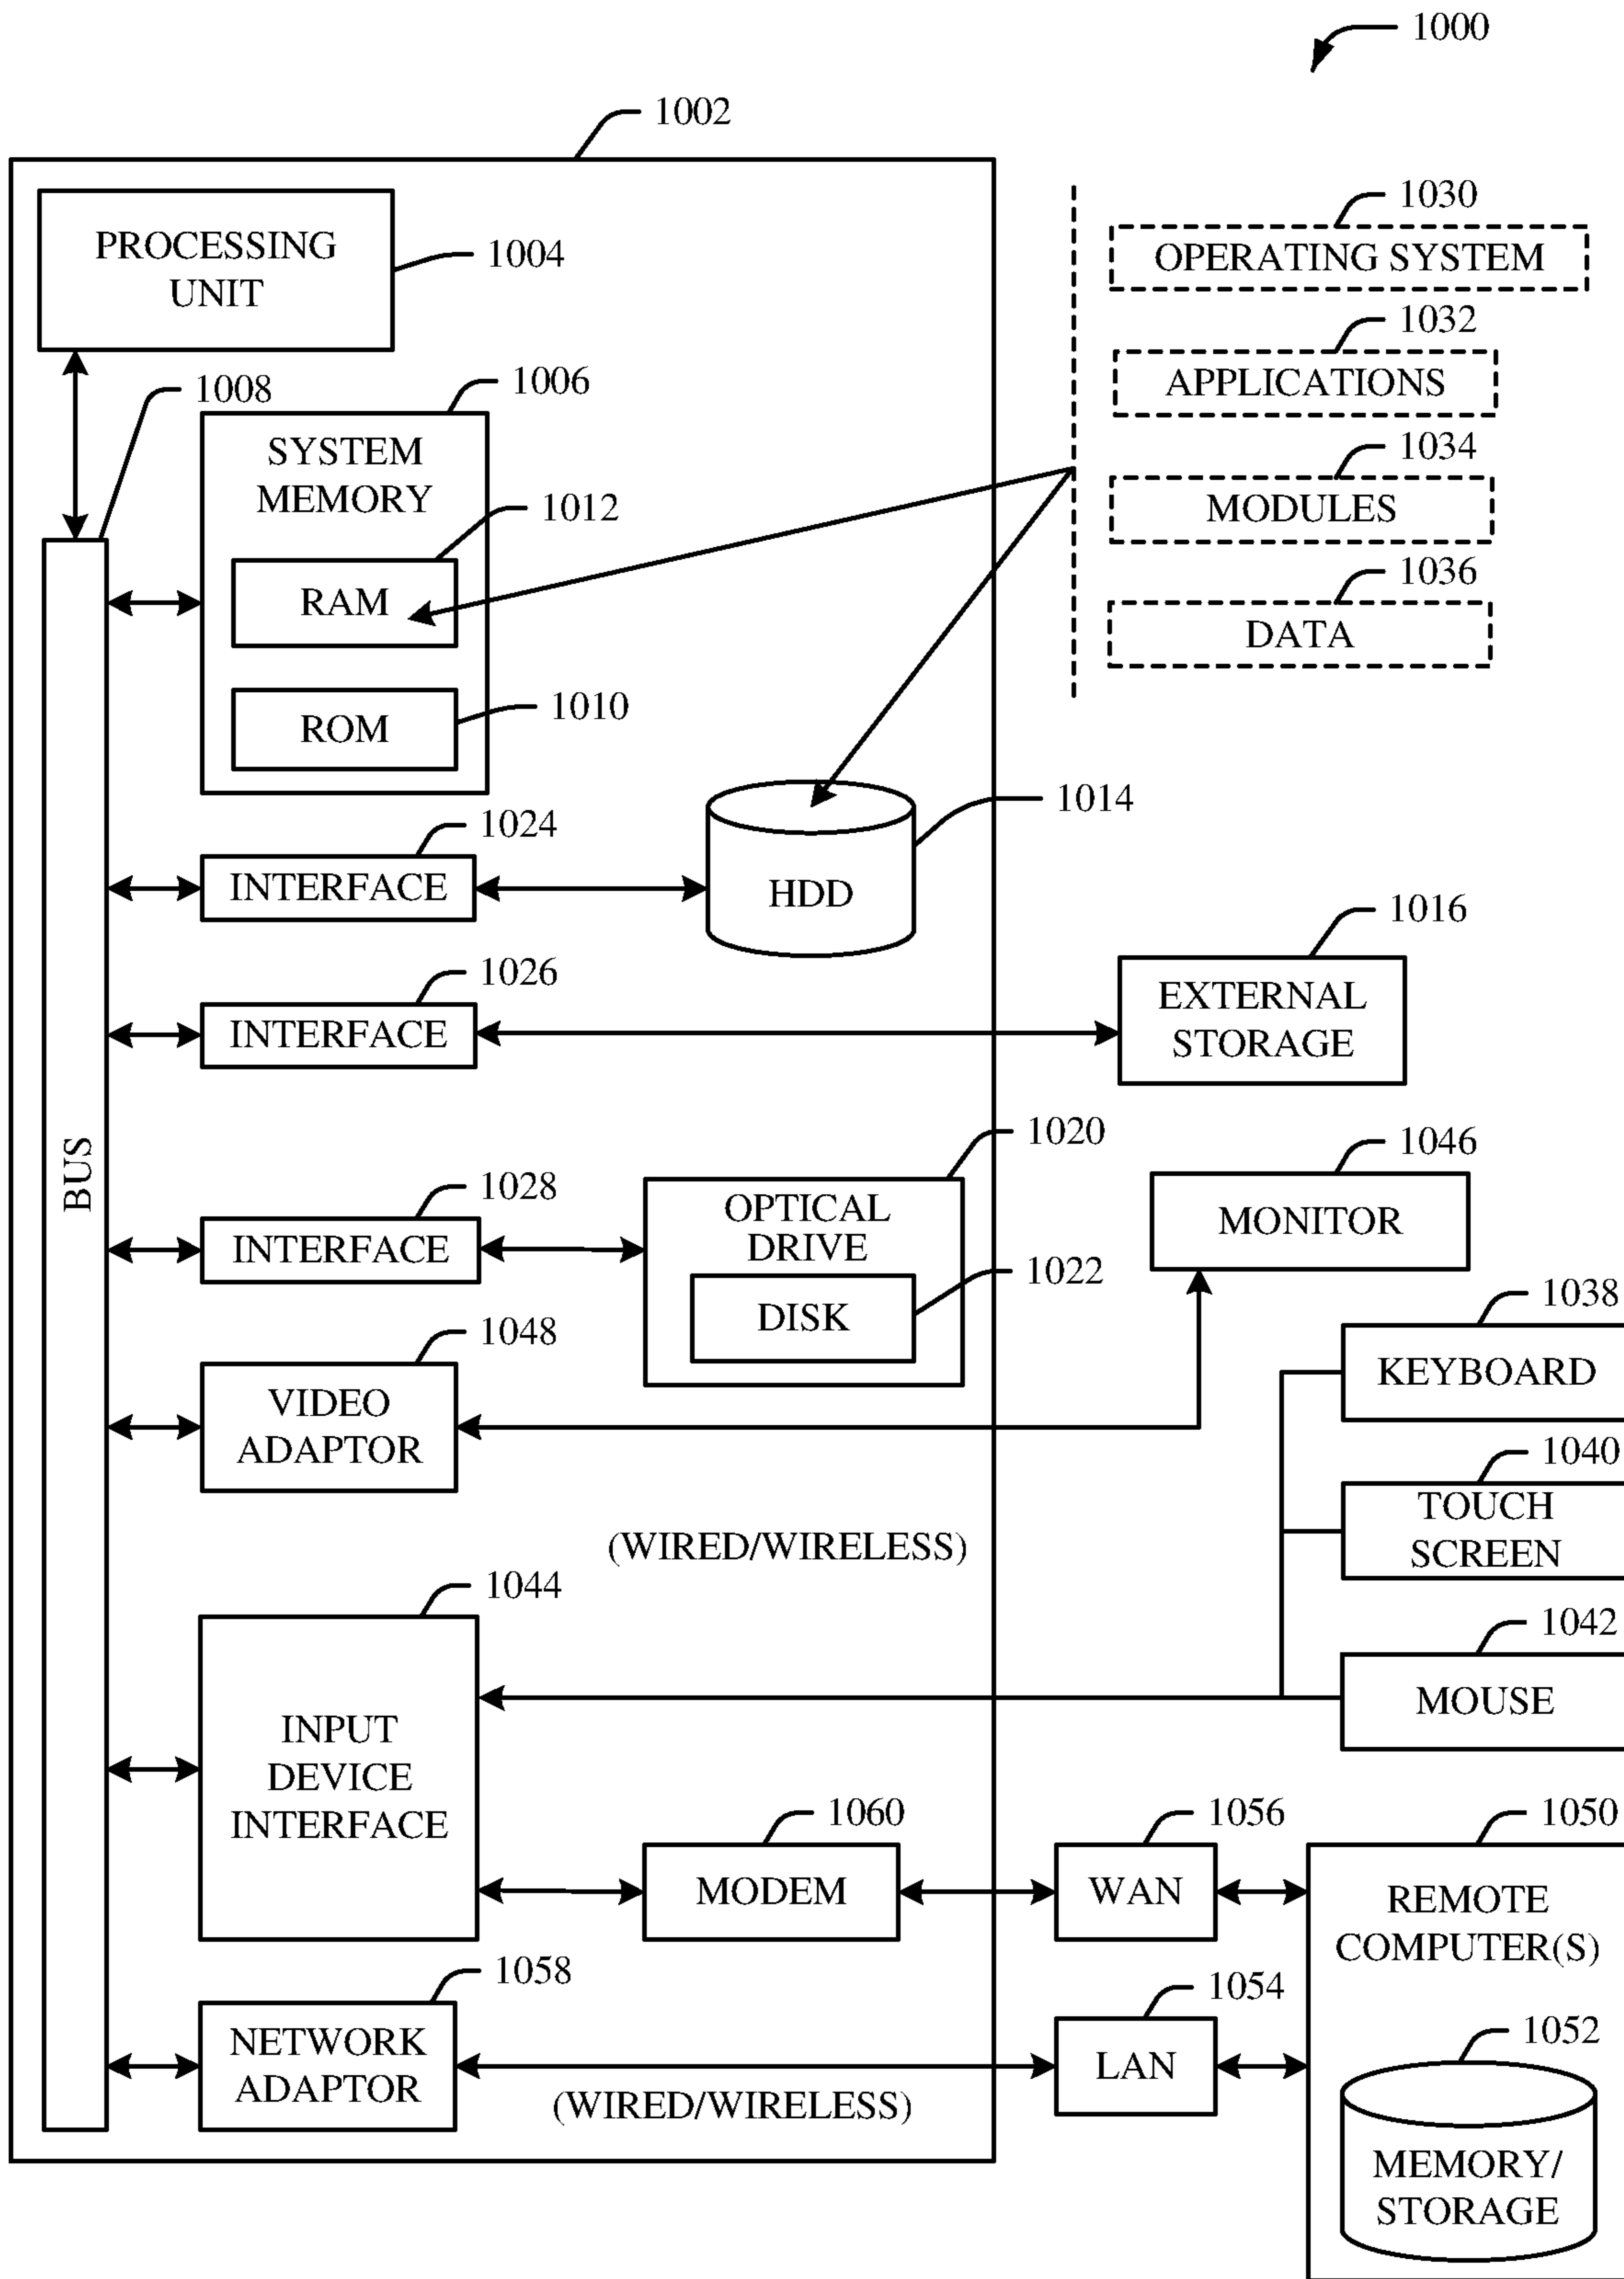 1000
1002
PROCESSING
UNIT
1004
1030
OPERATING SYSTEM
1032
APPLICATIONS
1034
MODULES
1036
DATA
1008
1006
SYSTEM
MEMORY
1012
RAM
1010
ROM
1024
INTERFACE
1014
HDD
1026
INTERFACE
1016
EXTERNAL
STORAGE
BUS
1028
INTERFACE
1020
OPTICAL
DRIVE
1022
DISK
1046
MONITOR
1048
VIDEO
ADAPTOR
1038
KEYBOARD
1040
TOUCH
SCREEN
(WIRED/WIRELESS)
1042
MOUSE
1044
INPUT
DEVICE
INTERFACE
1060
MODEM
1056
WAN
1050
REMOTE
COMPUTER(S)
1058
NETWORK
ADAPTOR
(WIRED/WIRELESS)
1054
LAN
1052
MEMORY/
STORAGE